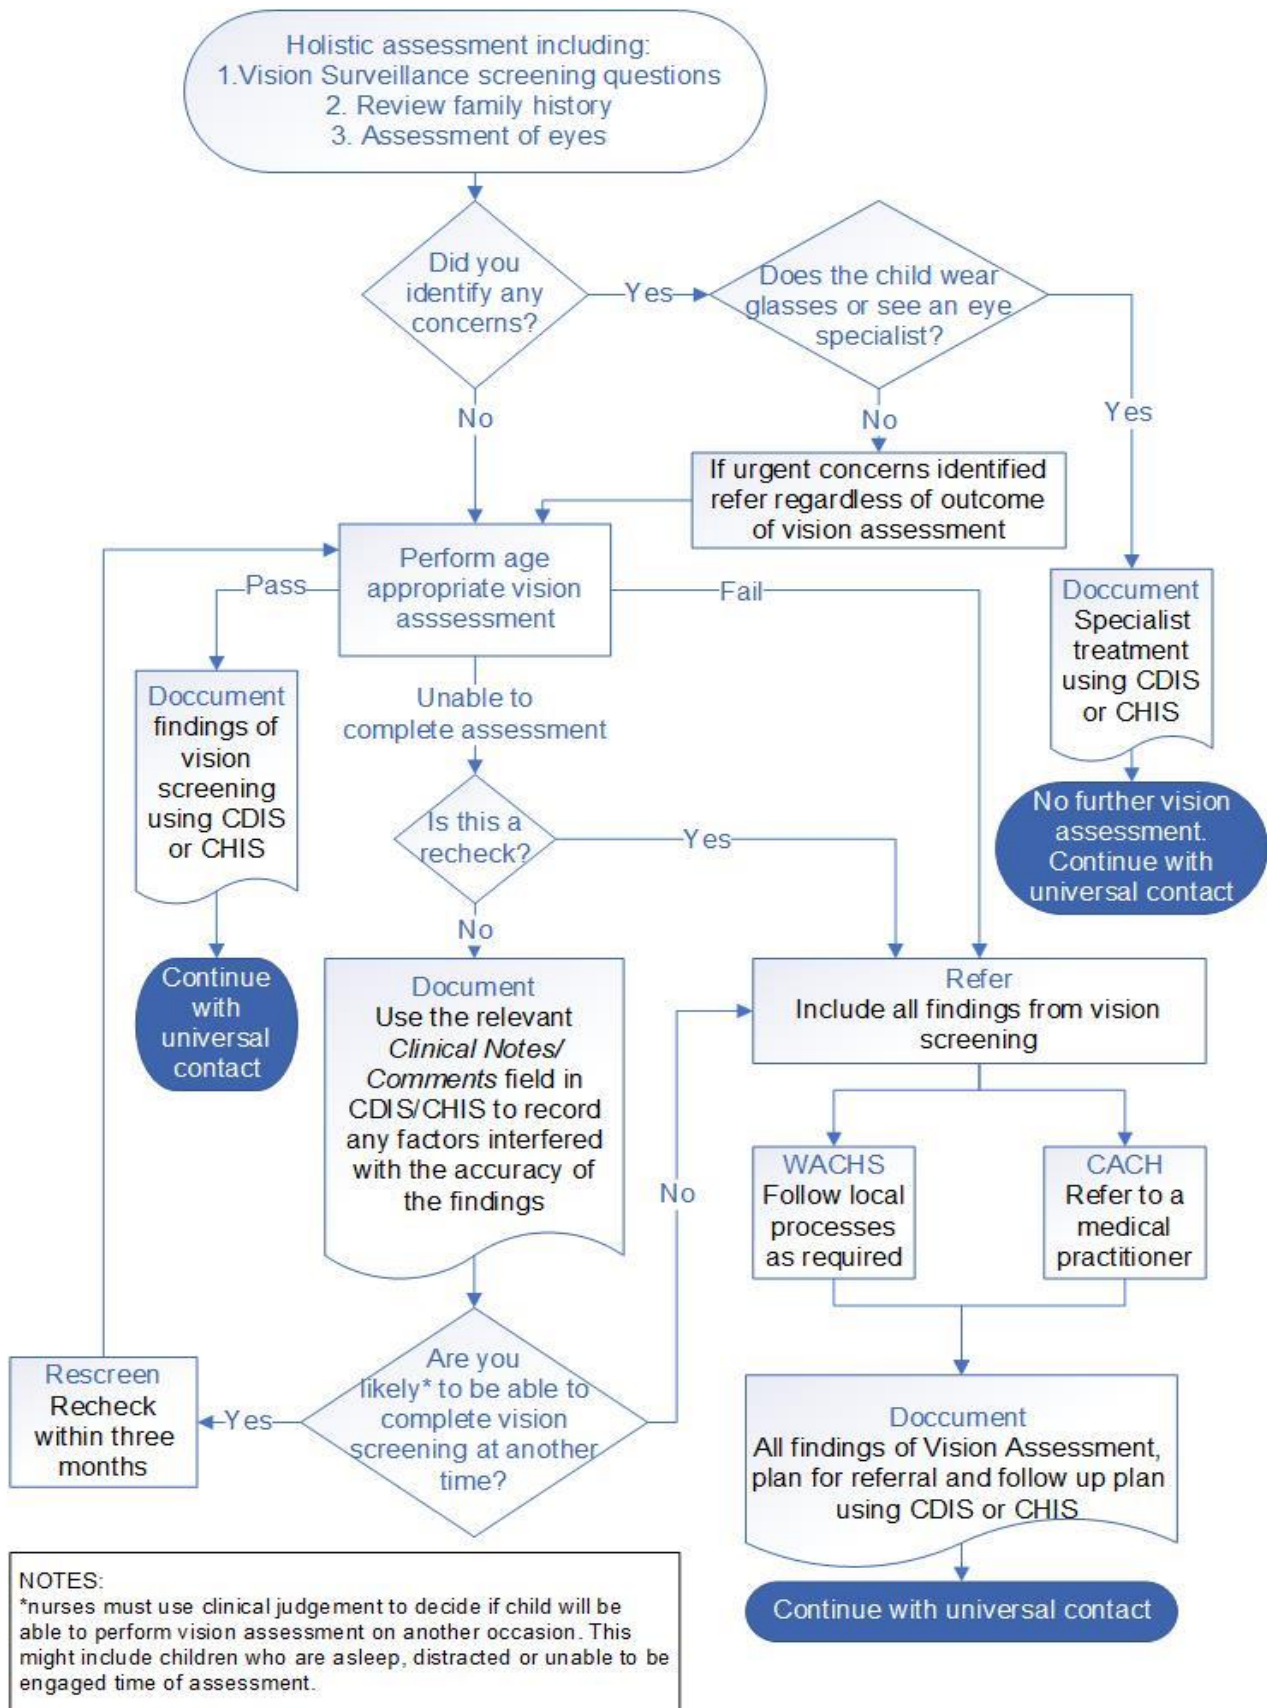 Holistic assessment including:
1.Vision Surveillance screening questions
2. Review family history
3. Assessment of eyes
Did you
identify any
concerns?
Yes
Does the child wear
glasses or see an eye
specialist?
No
No
Yes
If urgent concerns identified
refer regardless of outcome
of vision assessment
Perform age
appropriate vision
asssessment
Pass
Fail
Doccument
Specialist
treatment
using CDIS
or CHIS
Doccument
findings of
vision
screening
using CDIS
or CHIS
Unable to
complete assessment
No further vision
assessment.
Continue with
universal contact
Is this a
recheck?
Yes
No
Continue
with
universal
contact
Document
Use the relevant
Clinical Notes/
Comments field in
CDIS/CHIS to record
any factors interfered
with the accuracy of
the findings
Refer
Include all findings from vision
screening
No
WACHS
Follow local
processes
as required
CACH
Refer to a
medical
practitioner
Are you
likely* to be able to
complete vision
screening at another
time?
Yes
Rescreen
Recheck
within three
months
Doccument
All findings of Vision Assessment,
plan for referral and follow up plan
using CDIS or CHIS
Continue with universal contact
NOTES:
*nurses must use clinical judgement to decide if child will be
able to perform vision assessment on another occasion. This
might include children who are asleep, distracted or unable to be
engaged time of assessment.